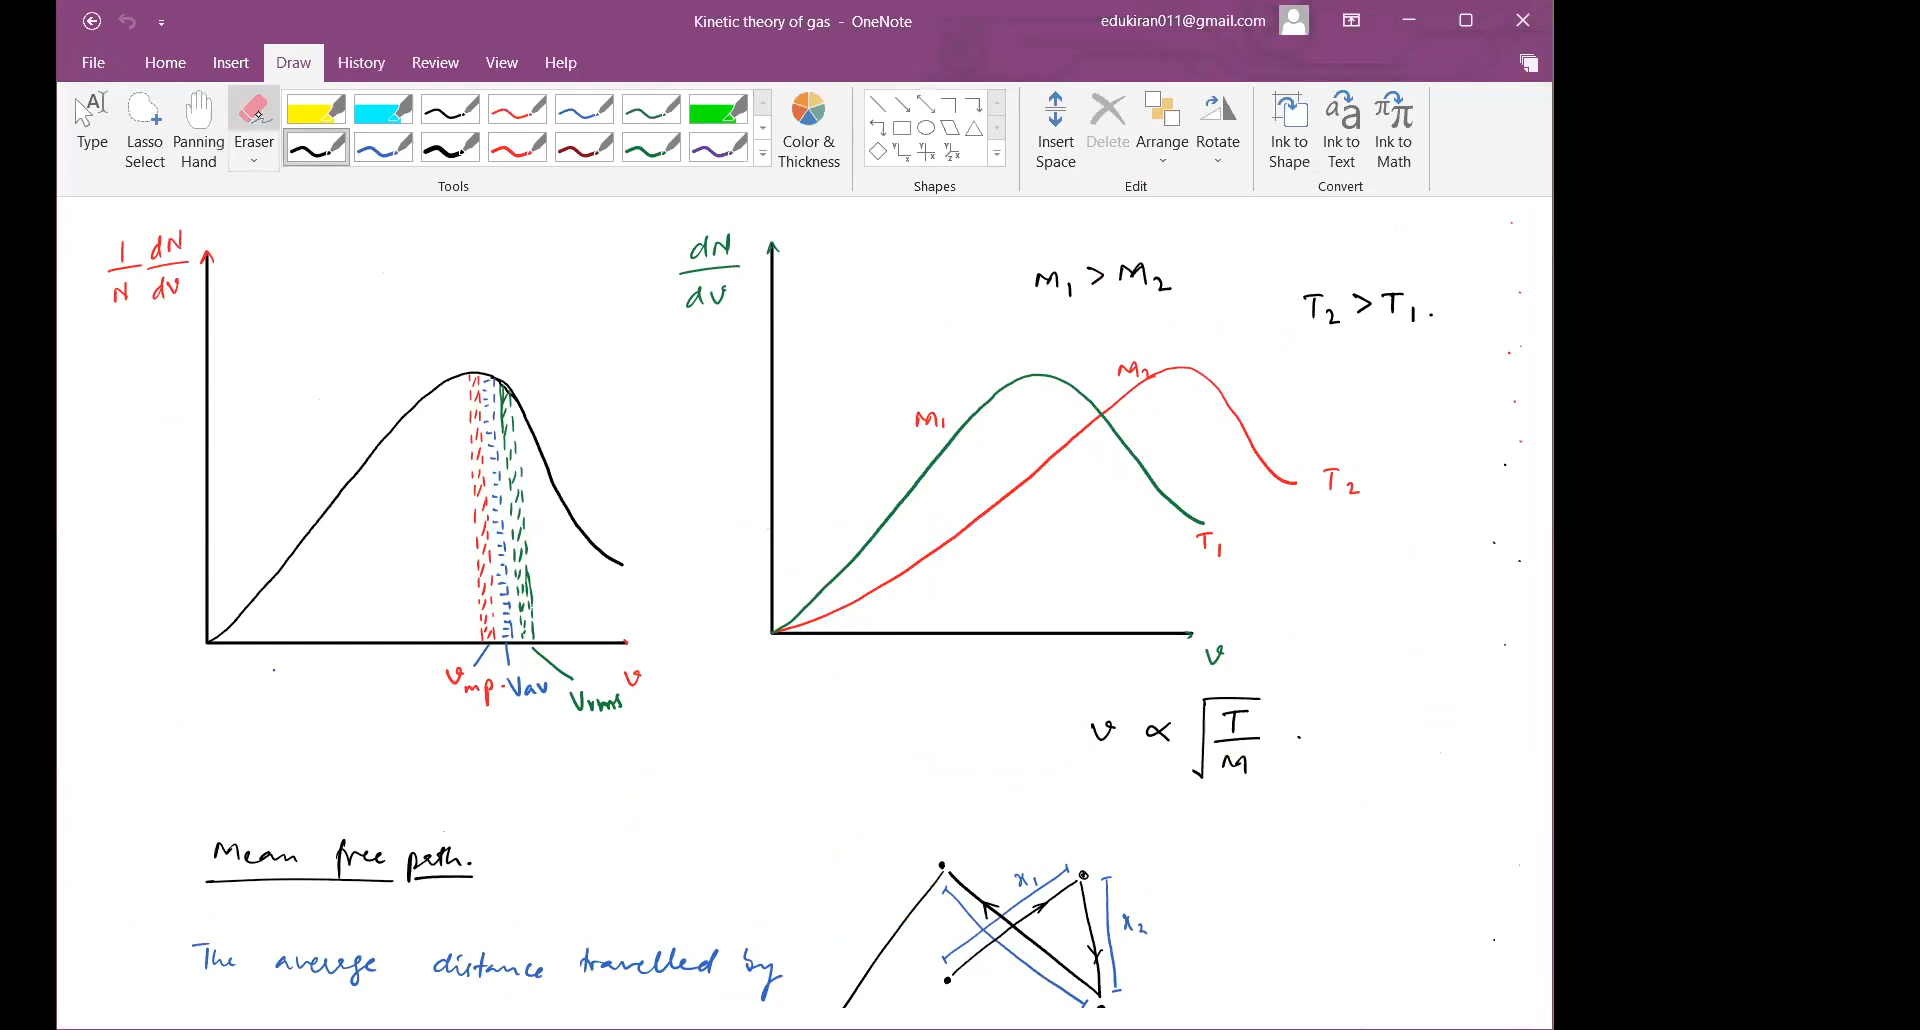 Kinetic theory of gas - OneNote
edukiran011@gmail.com
File Home Insert Draw History Review View Help
Type
Lasso Select
Panning Hand
Eraser
Color & Thickness
Insert Space
Delete
Arrange
Rotate
Ink to Shape
Ink to Text
Ink to Math
Tools
Shapes
Edit
Convert
1/N dN/dv
dN/dv
M₁ > M₂
T₂ > T₁.
M₂
M₁
T₂
T₁
v
v
Vmp. Vav Vrms
v ∝ √(T/M) .
Mean free path.
x₁
x₂
The average distance travelled by